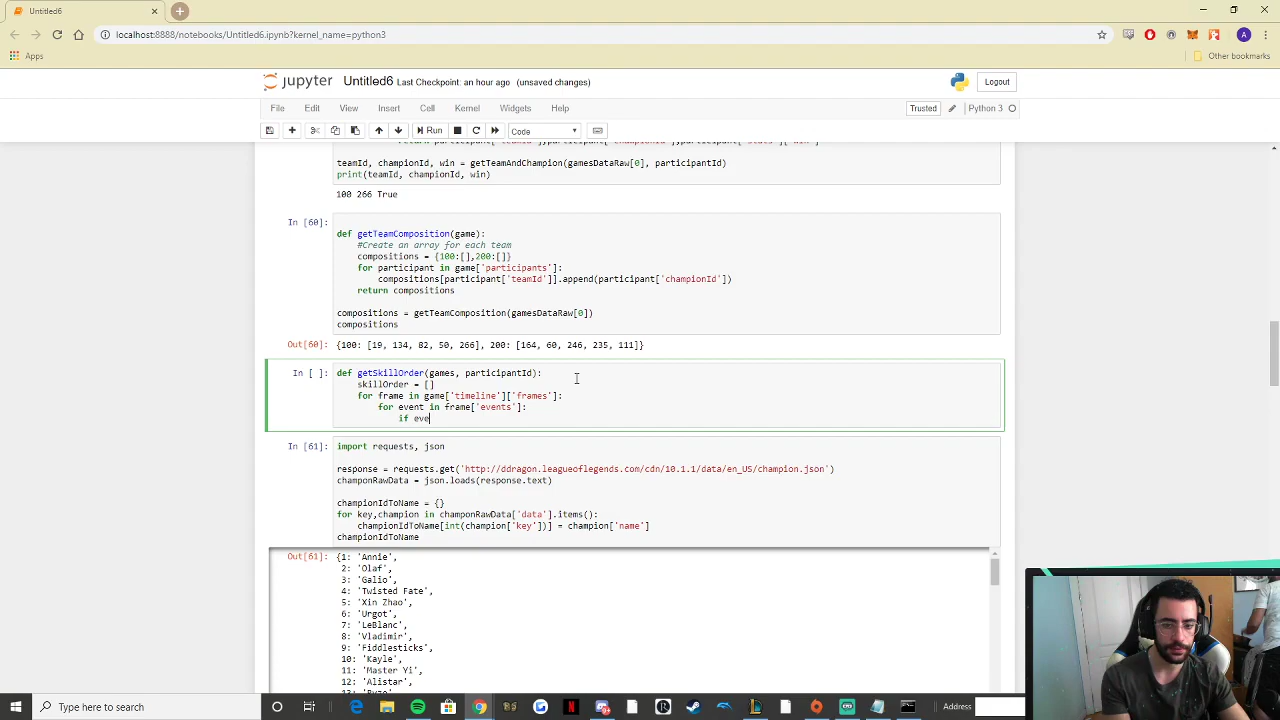 Untitled6
localhost:8888/notebooks/Untitled6.ipynb?kernel_name=python3
A
Apps
Other bookmarks
jupyter Untitled6 Last Checkpoint: an hour ago (unsaved changes)
Logout
File Edit View Insert Cell Kernel Widgets Help
Trusted
Python 3
Run
Code
teamId, championId, win = getTeamAndChampion(gamesDataRaw[0], participantId)
print(teamId, championId, win)
100 266 True
In [60]:
def getTeamComposition(game):
#Create an array for each team
compositions = {100:[],200:[]}
for participant in game['participants']:
compositions[participant['teamId']].append(participant['championId'])
return compositions
compositions = getTeamComposition(gamesDataRaw[0])
compositions
Out[60]: {100: [19, 134, 82, 50, 266], 200: [164, 60, 246, 235, 111]}
In [ ]: def getSkillOrder(games, participantId):
skillOrder = []
for frame in game['timeline']['frames']:
for event in frame['events']:
if eve
In [61]: import requests, json
response = requests.get('http://ddragon.leagueoflegends.com/cdn/10.1.1/data/en_US/champion.json')
champonRawData = json.loads(response.text)
championIdToName = {}
for key,champion in champonRawData['data'].items():
championIdToName[int(champion['key'])] = champion['name']
championIdToName
Out[61]: {1: 'Annie',
2: 'Olaf',
3: 'Galio',
4: 'Twisted Fate',
5: 'Xin Zhao',
6: 'Urgot',
7: 'LeBlanc',
8: 'Vladimir',
9: 'Fiddlesticks',
10: 'Kayle',
11: 'Master Yi',
12: 'Alistar',
Type here to search
Address